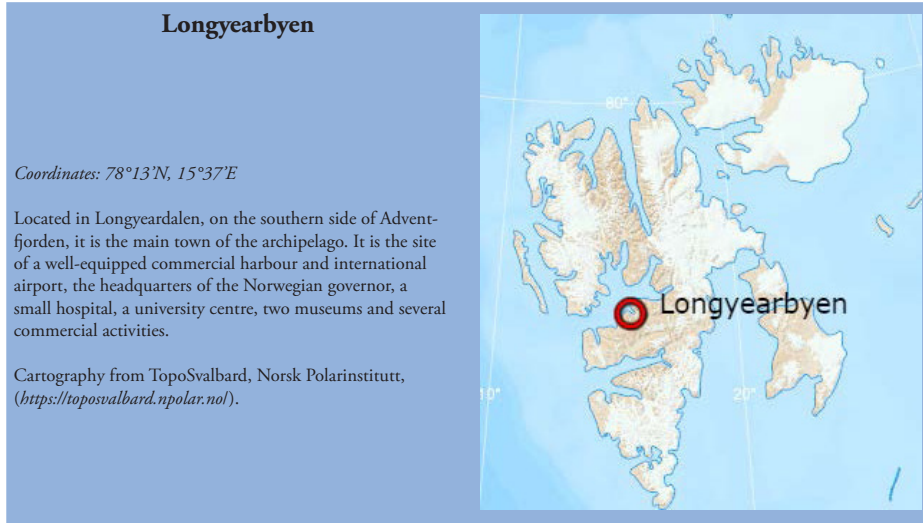 Longyearbyen
Coordinates: 78°13’N, 15°37’E
Located in Longyeardalen, on the southern side of Advent-
fjorden, it is the main town of the archipelago. It is the site
of a well-equipped commercial harbour and international
airport, the headquarters of the Norwegian governor, a
small hospital, a university centre, two museums and several
commercial activities.
Cartography from TopoSvalbard, Norsk Polarinstitutt,
(https://toposvalbard.npolar.no/).
80°
Longyearbyen
10°
20°